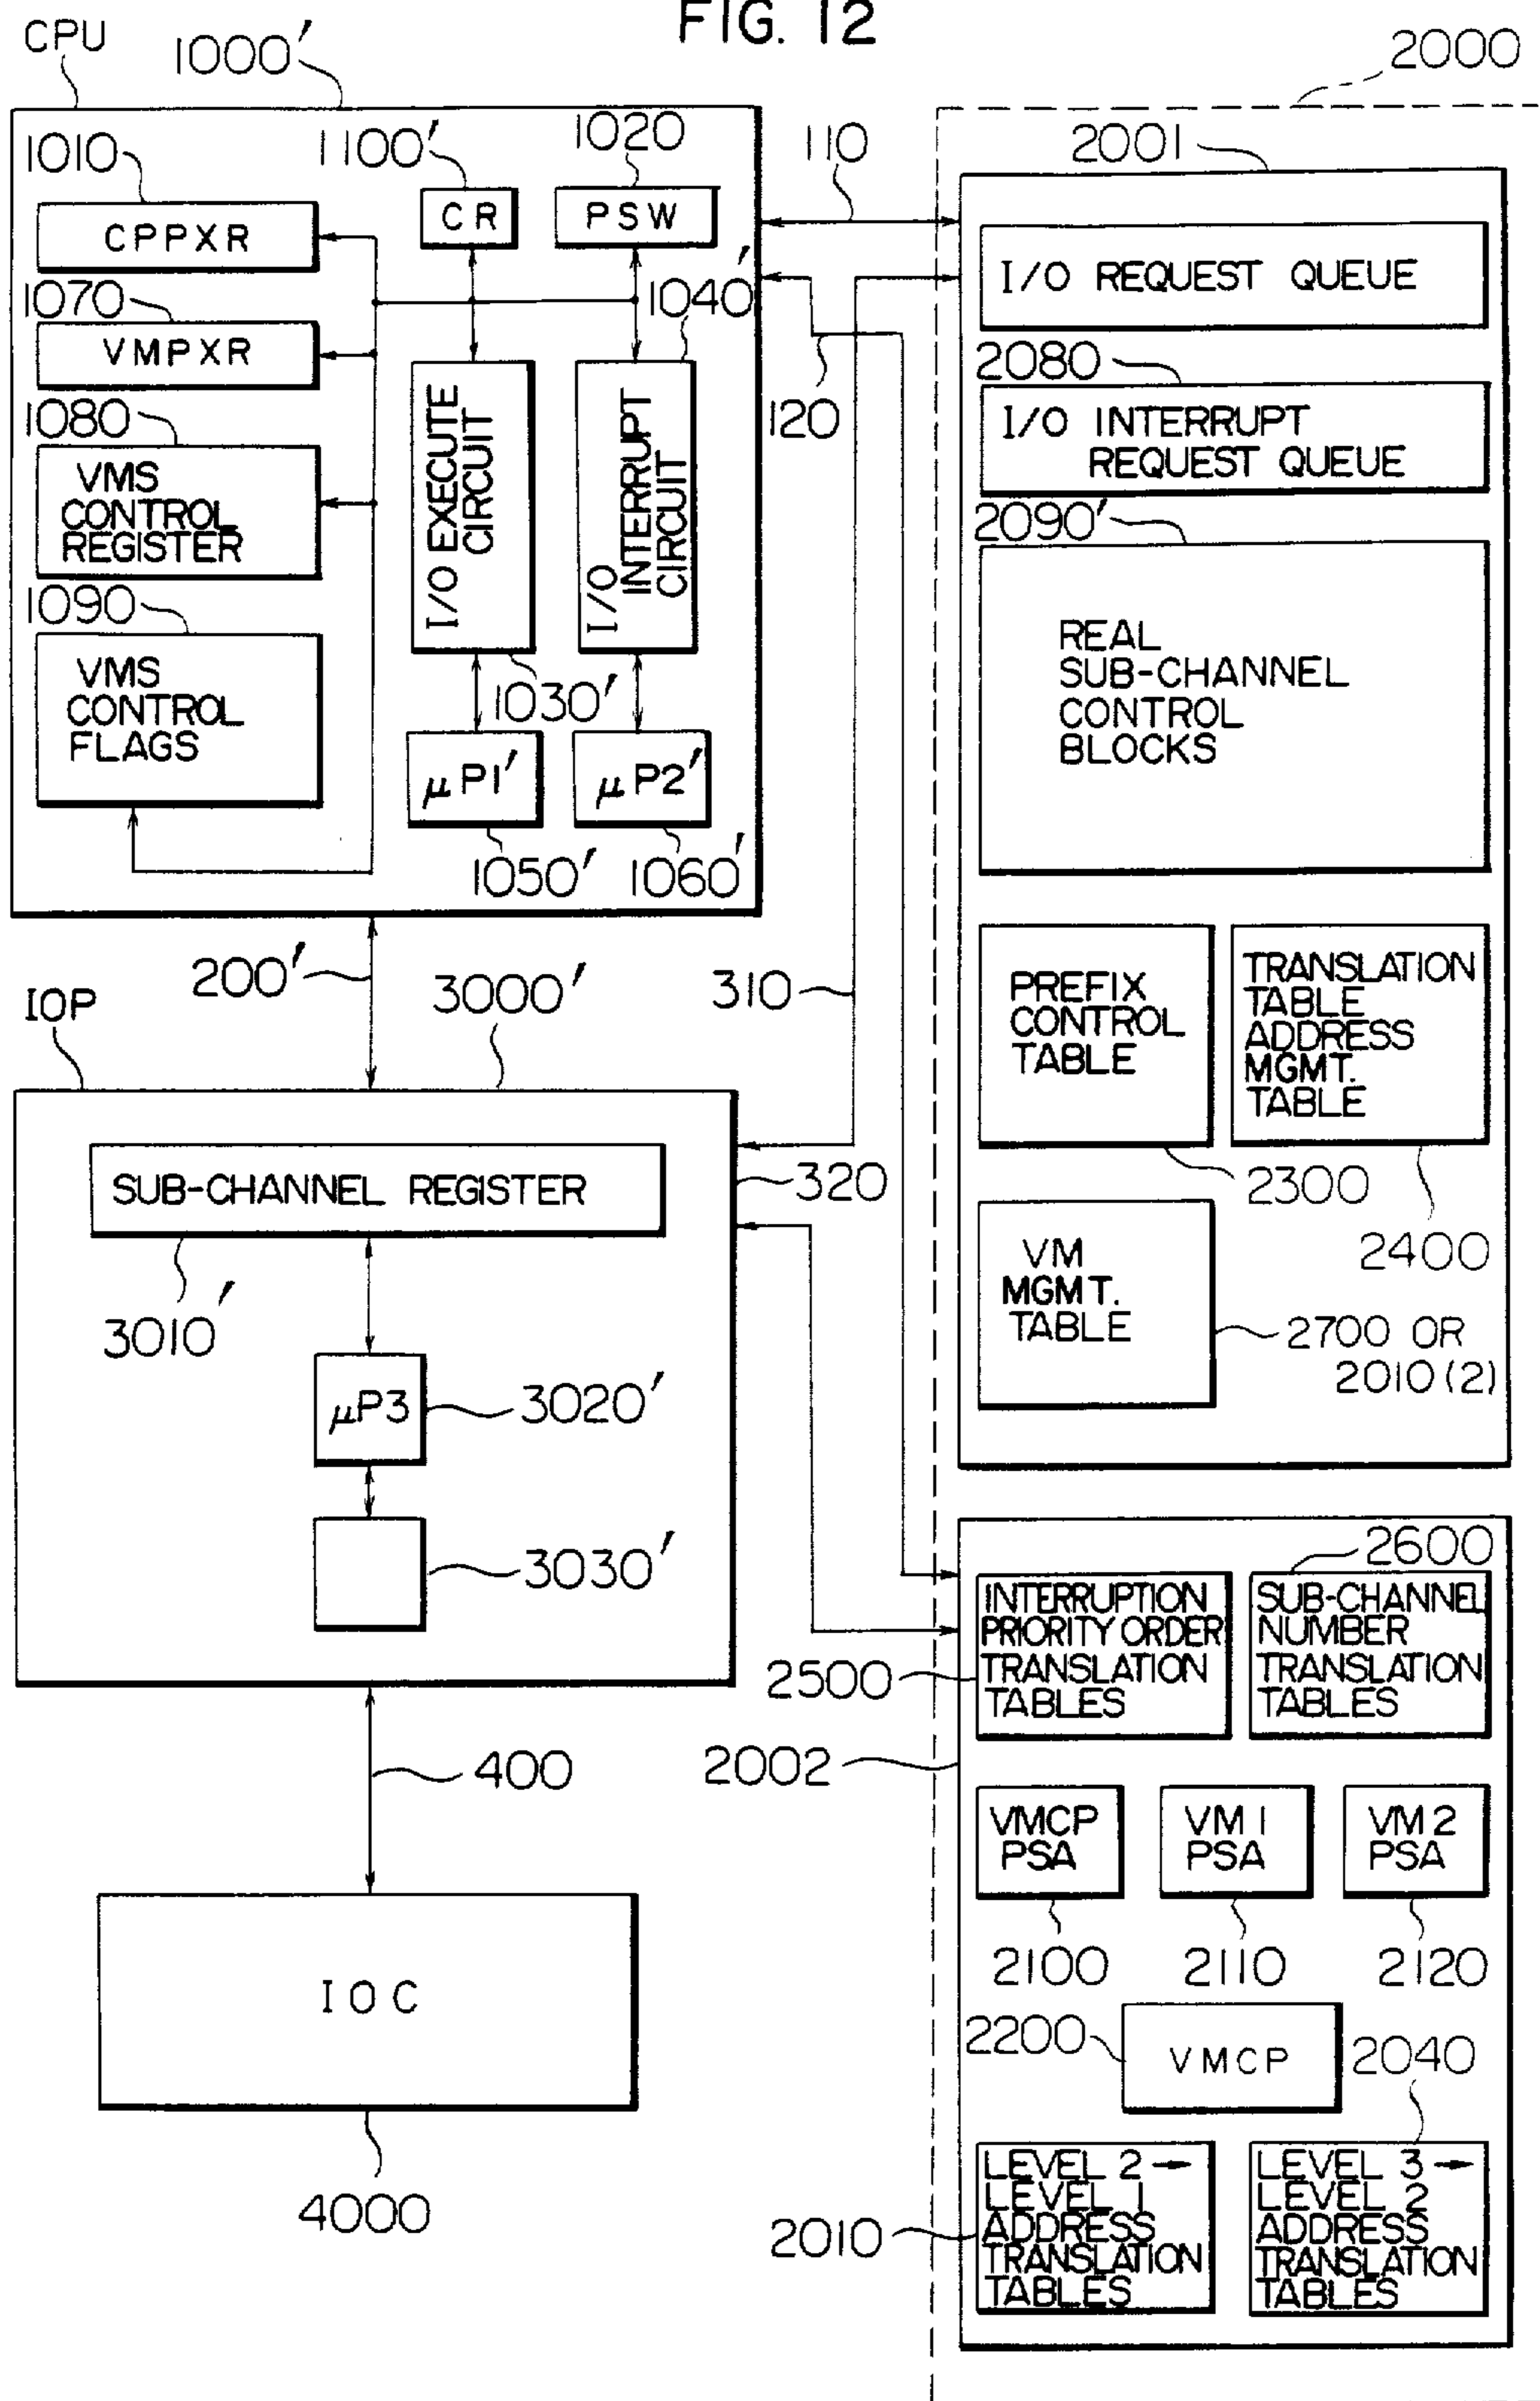 FIG. 12
CPU
1000'
2000
1010
1100'
1020
110
2001
CPPXR
CR
PSW
I/O REQUEST QUEUE
1070
1040'
VMPXR
120
2080
I/O INTERRUPT
REQUEST QUEUE
1080
VMS
CONTROL
REGISTER
I/O EXECUTE
CIRCUIT
I/O INTERRUPT
CIRCUIT
2090'
REAL
SUB-CHANNEL
CONTROL
BLOCKS
1090
VMS
CONTROL
FLAGS
1030'
μP1'
μP2'
1050'
1060'
200'
3000'
310
IOP
PREFIX
CONTROL
TABLE
TRANSLATION
TABLE
ADDRESS
MGMT.
TABLE
SUB-CHANNEL REGISTER
320
2300
2400
3010'
VM
MGMT.
TABLE
2700 OR
2010 (2)
μP3
3020'
3030'
2600
INTERRUPTION
PRIORITY ORDER
TRANSLATION
TABLES
SUB-CHANNEL
NUMBER
TRANSLATION
TABLES
2500
2002
400
VMCP
PSA
VM1
PSA
VM2
PSA
2100
2110
2120
IOC
2200
VMCP
2040
4000
LEVEL 2 →
LEVEL 1
ADDRESS
TRANSLATION
TABLES
LEVEL 3 →
LEVEL 2
ADDRESS
TRANSLATION
TABLES
2010